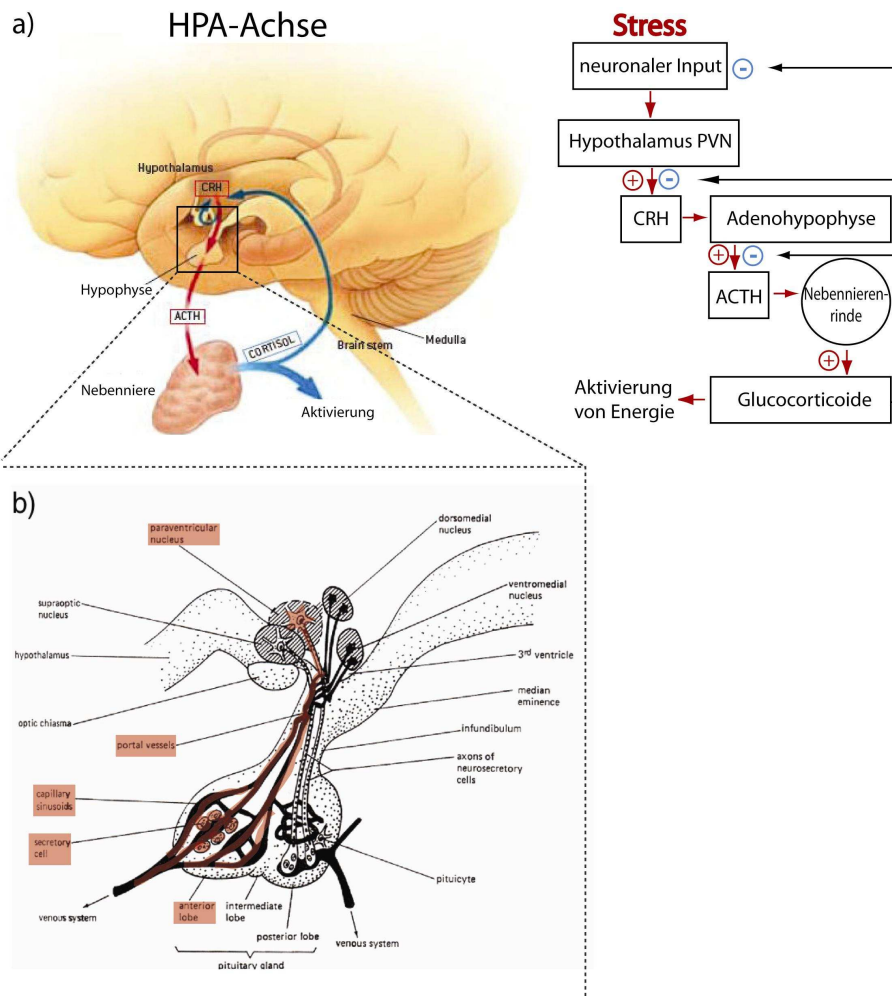 a)
HPA-Achse
Hypothalamus
CRH
Hypophyse
ACTH
CORTISOL
Nebenniere
Brain stem
Medulla
Aktivierung
Stress
neuronaler Input
-
Hypothalamus PVN
+
-
CRH
Adenohypophyse
+
-
ACTH
Nebennieren-
rinde
+
Aktivierung
von Energie
Glucocorticoide
b)
paraventricular
nucleus
dorsomedial
nucleus
supraoptic
nucleus
ventromedial
nucleus
hypothalamus
3rd ventricle
median
eminence
optic chiasma
infundibulum
portal vessels
axons of
neurosecretory
cells
capillary
sinusoids
secretory
cell
pituicyte
venous system
anterior
lobe
intermediate
lobe
posterior lobe
venous system
pituitary gland